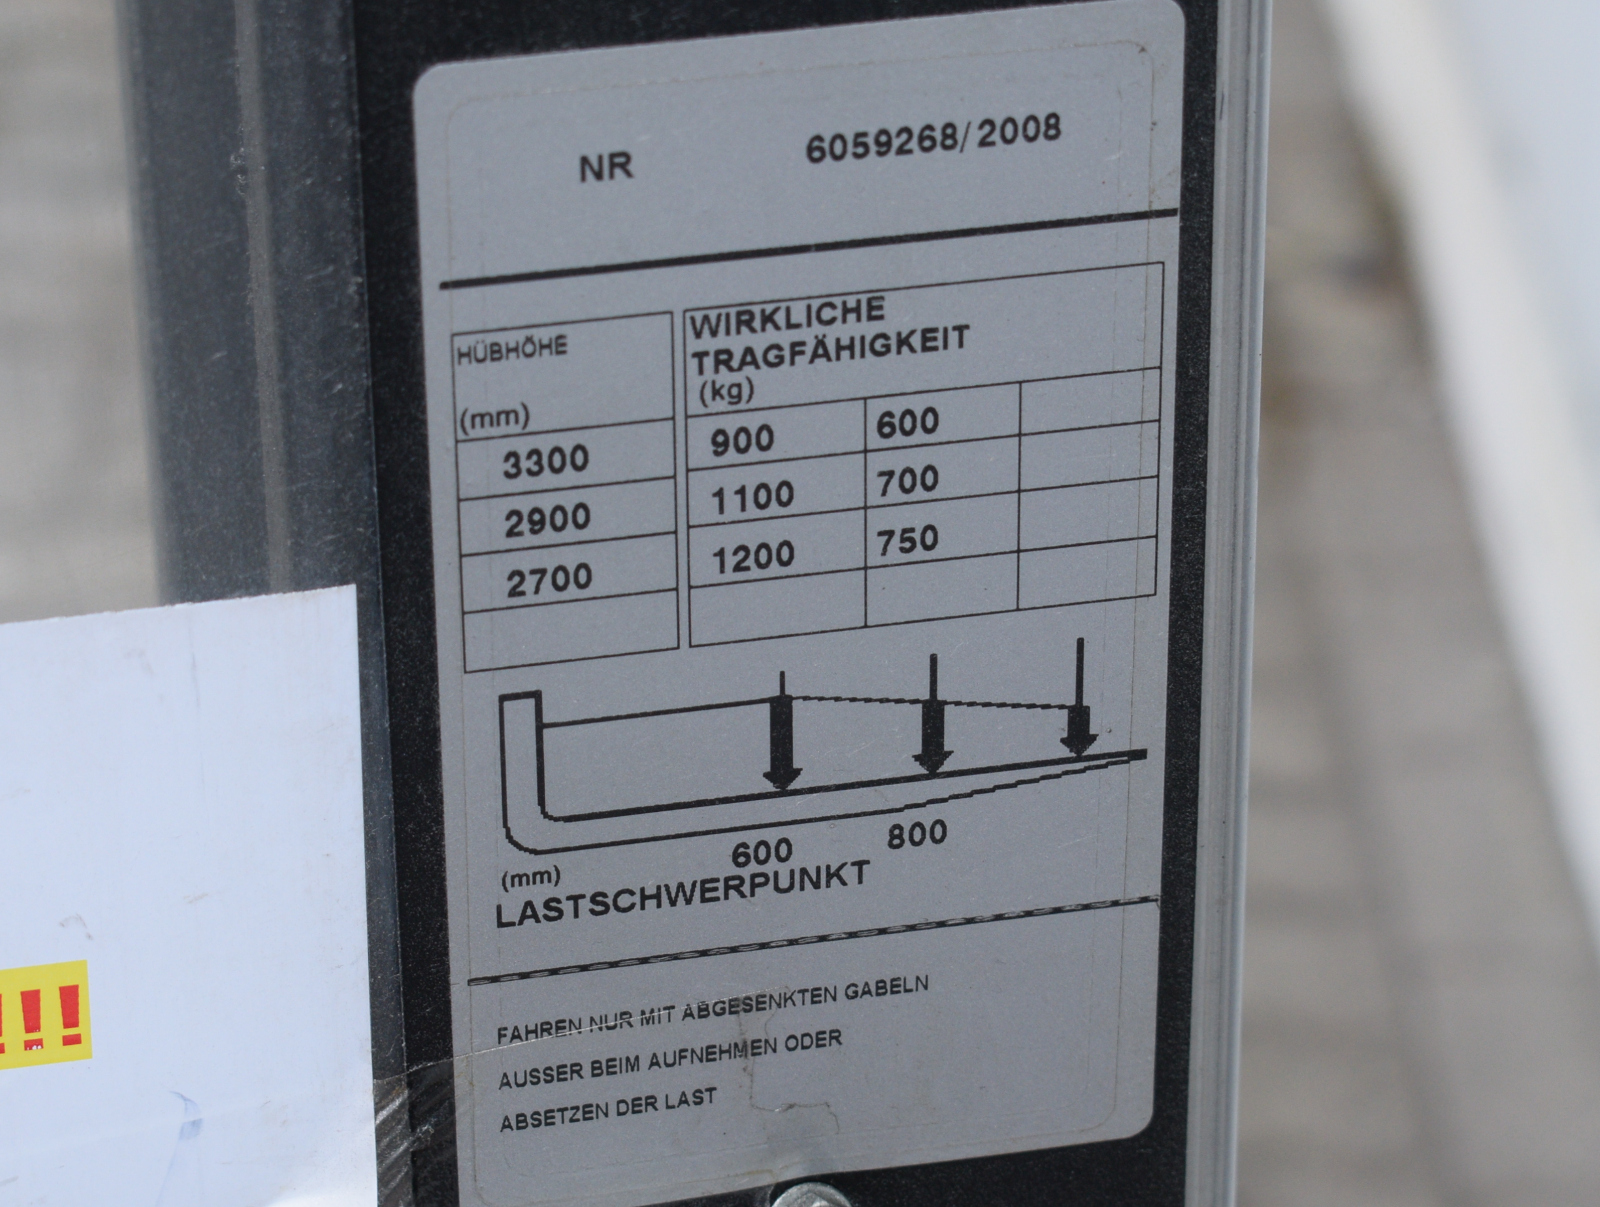 NR 6059268/2008
HÜBHÖHE
(mm)
WIRKLICHE
TRAGFÄHIGKEIT
(kg)
3300 900 600
2900 1100 700
2700 1200 750
600 800
(mm)
LASTSCHWERPUNKT
FAHREN NUR MIT ABGESENKTEN GABELN
AUSSER BEIM AUFNEHMEN ODER
ABSETZEN DER LAST
!!!